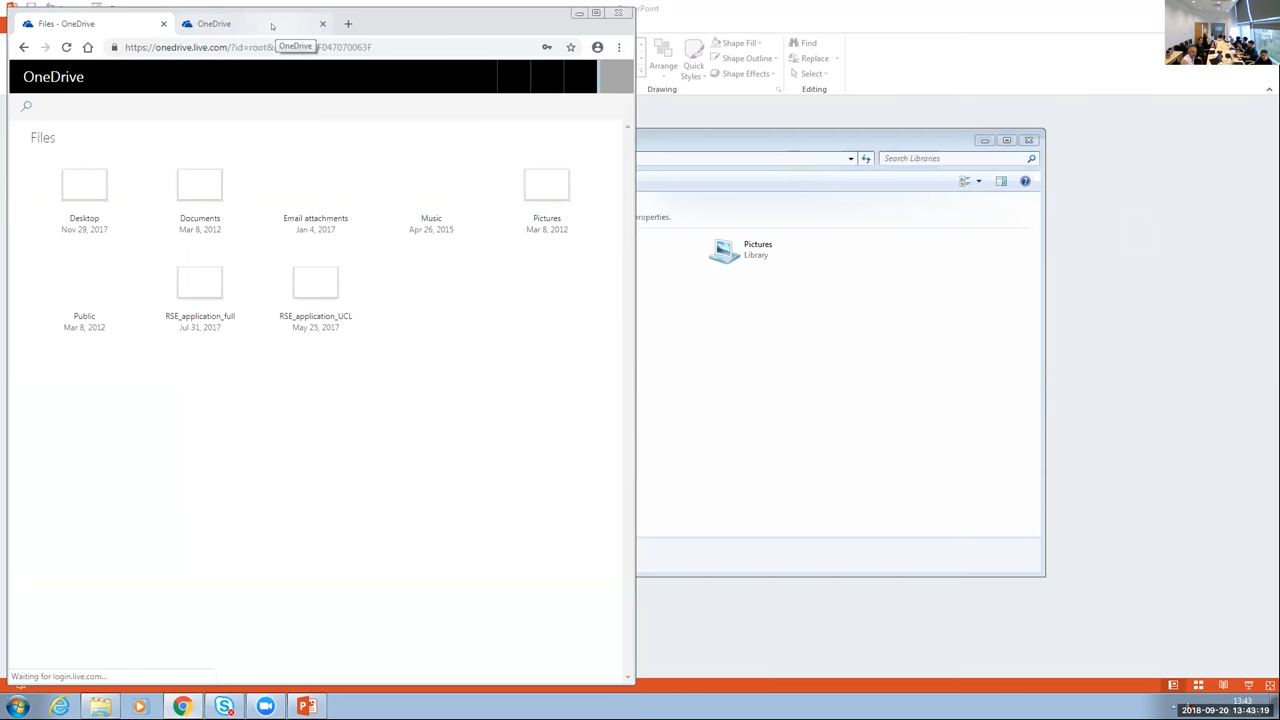 Files - OneDrive
OneDrive
https://onedrive.live.com/?id=root&
F047070063F
OneDrive
OneDrive
Files
Desktop
Nov 29, 2017
Documents
Mar 8, 2012
Email attachments
Jan 4, 2017
Music
Apr 26, 2015
Pictures
Mar 8, 2012
Public
Mar 8, 2012
RSE_application_full
Jul 31, 2017
RSE_application_UCL
May 25, 2017
Waiting for login.live.com...
Arrange
Quick
Styles
Shape Fill
Shape Outline
Shape Effects
Drawing
Find
Replace
Select
Editing
Search Libraries
Pictures
Library
13:43
2018-09-20 13:43:19